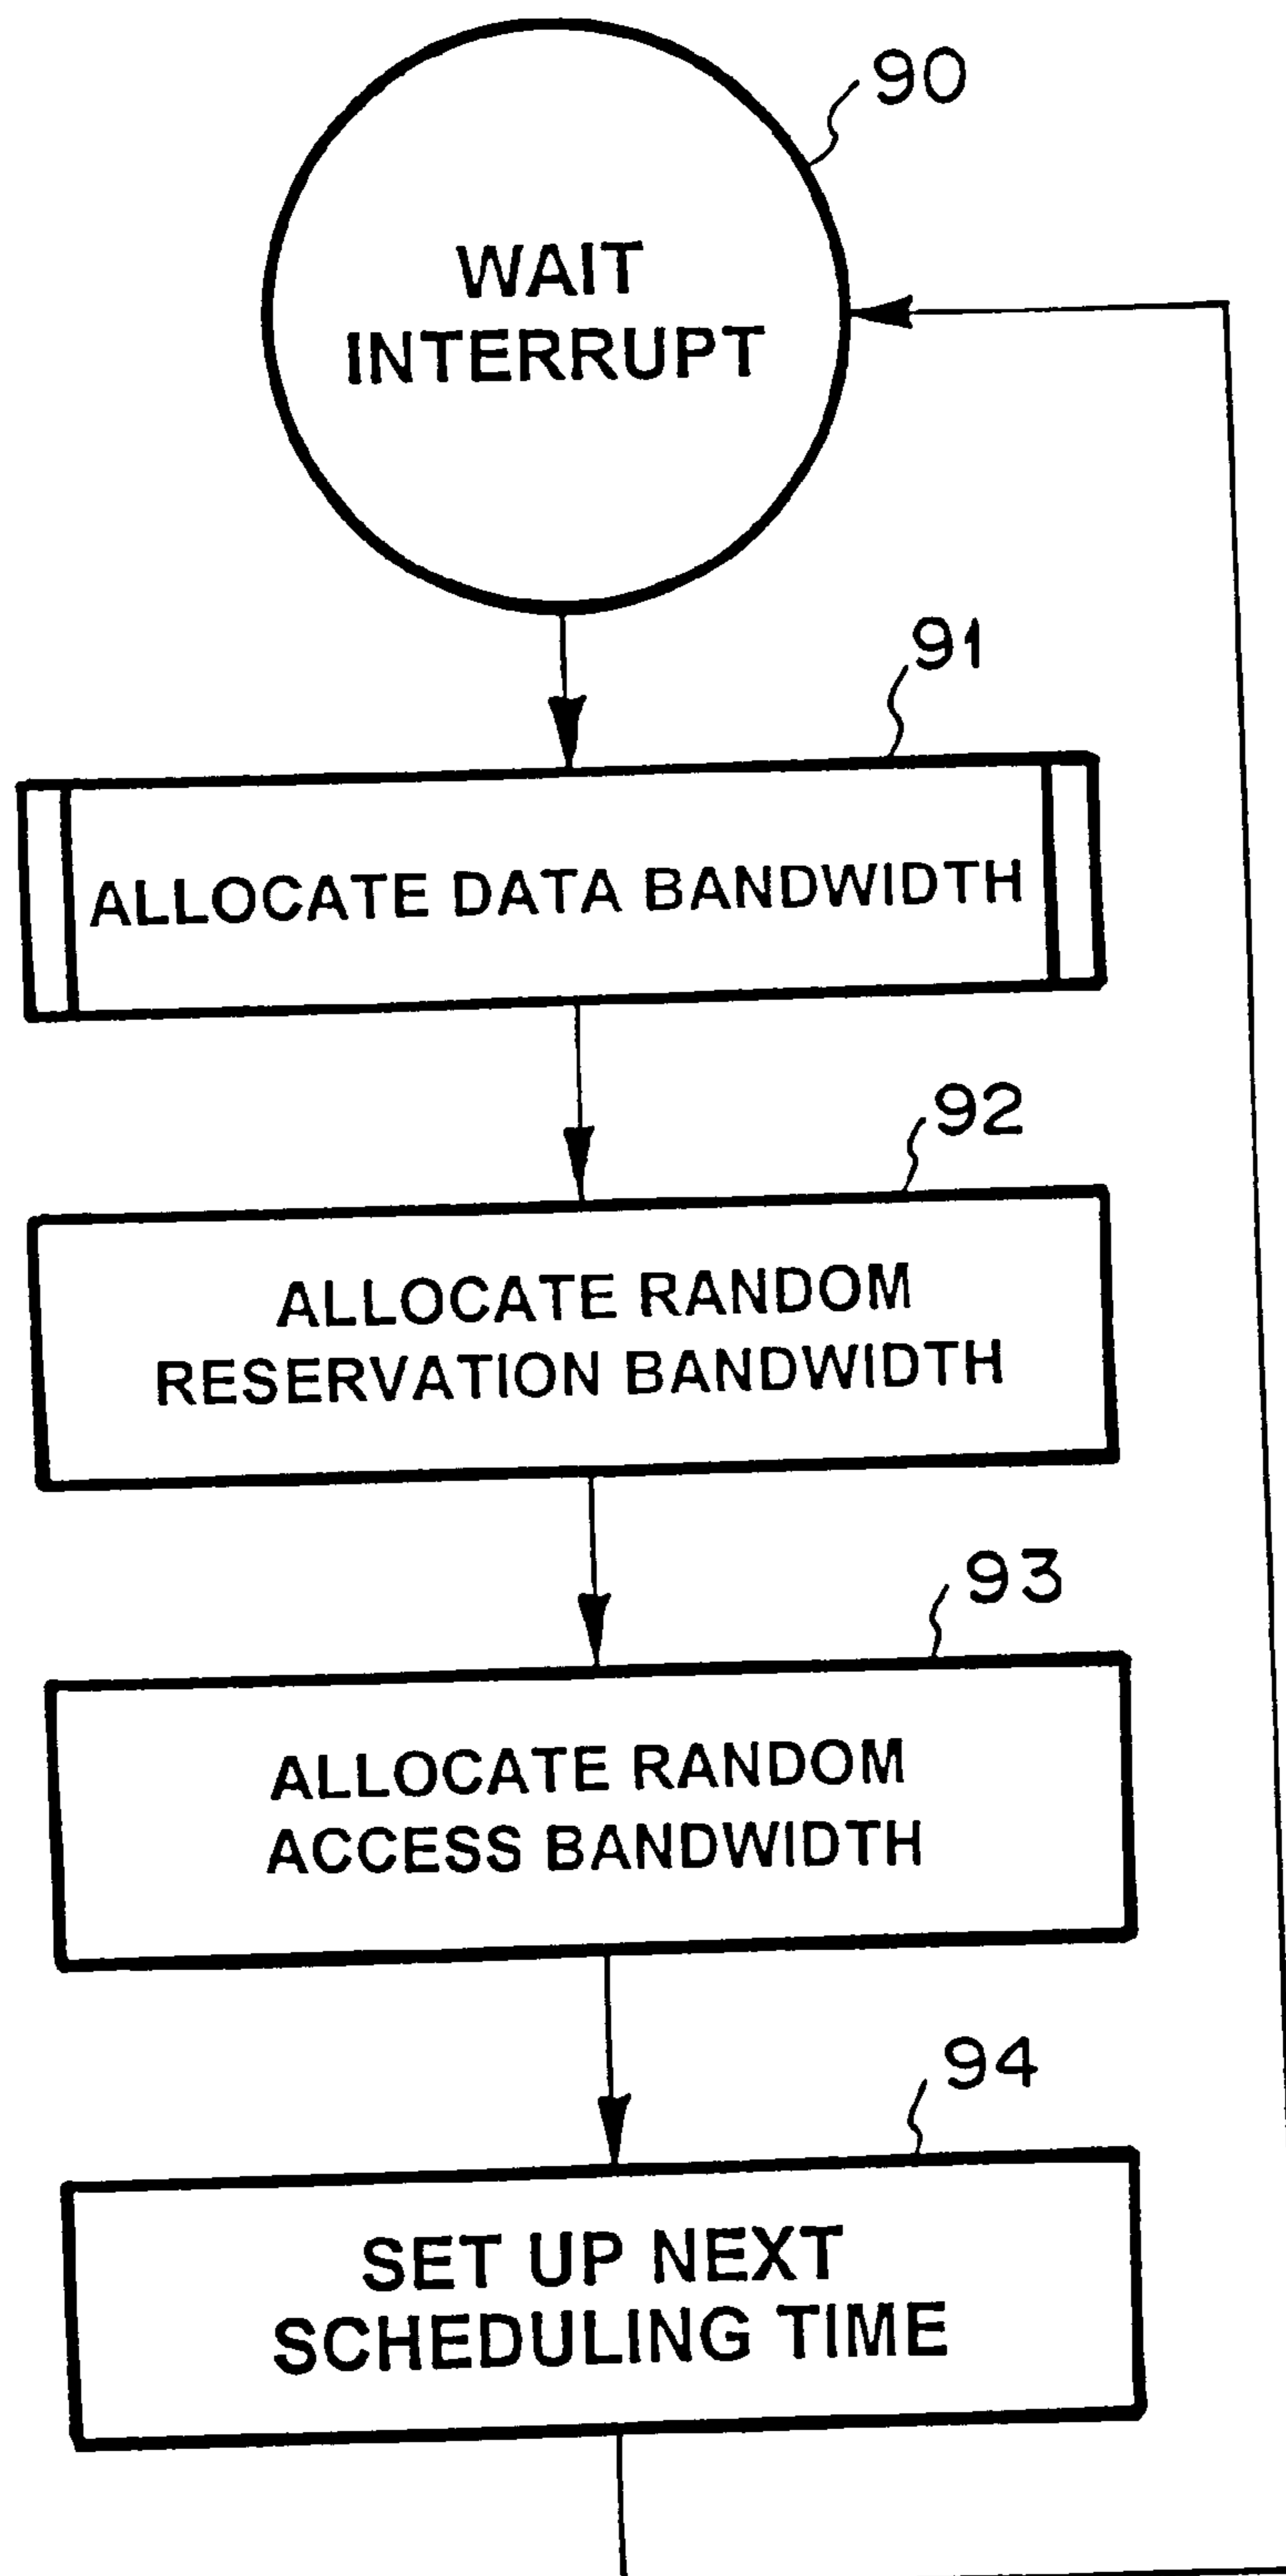 90
WAIT
INTERRUPT
91
ALLOCATE DATA BANDWIDTH
92
ALLOCATE RANDOM
RESERVATION BANDWIDTH
93
ALLOCATE RANDOM
ACCESS BANDWIDTH
94
SET UP NEXT
SCHEDULING TIME